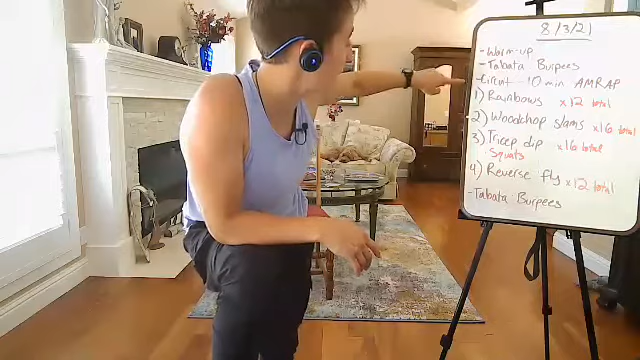 8/3/21
- Warm-up
- Tabata Burpees
- Circuit - 10 min AMRAP
1) Rainbows x12 total
2) Woodchop slams x16 total
3) Tricep dip x16 total
Squats
4) Reverse fly x12 total
- Tabata Burpees